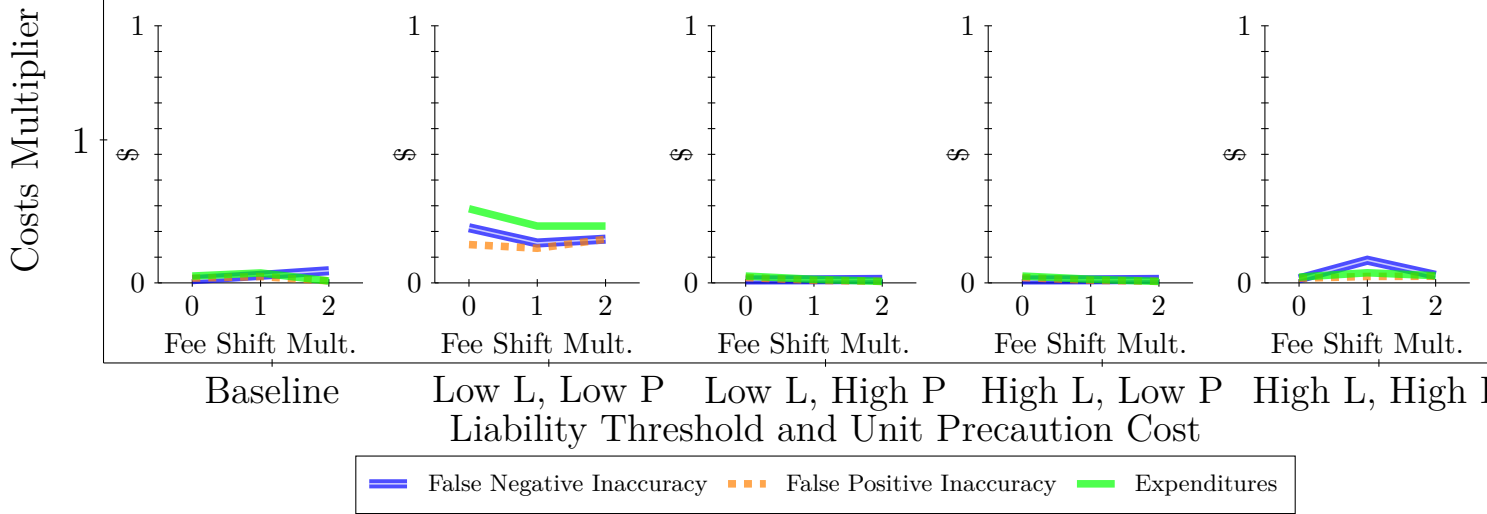 Costs Multiplier
1
1
$
0
0 1 2
Fee Shift Mult.
1
$
0
0 1 2
Fee Shift Mult.
1
$
0
0 1 2
Fee Shift Mult.
1
$
0
0 1 2
Fee Shift Mult.
1
$
0
0 1 2
Fee Shift Mult.
Baseline
Low L, Low P
Low L, High P
High L, Low P
High L, High P
Liability Threshold and Unit Precaution Cost
False Negative Inaccuracy False Positive Inaccuracy Expenditures